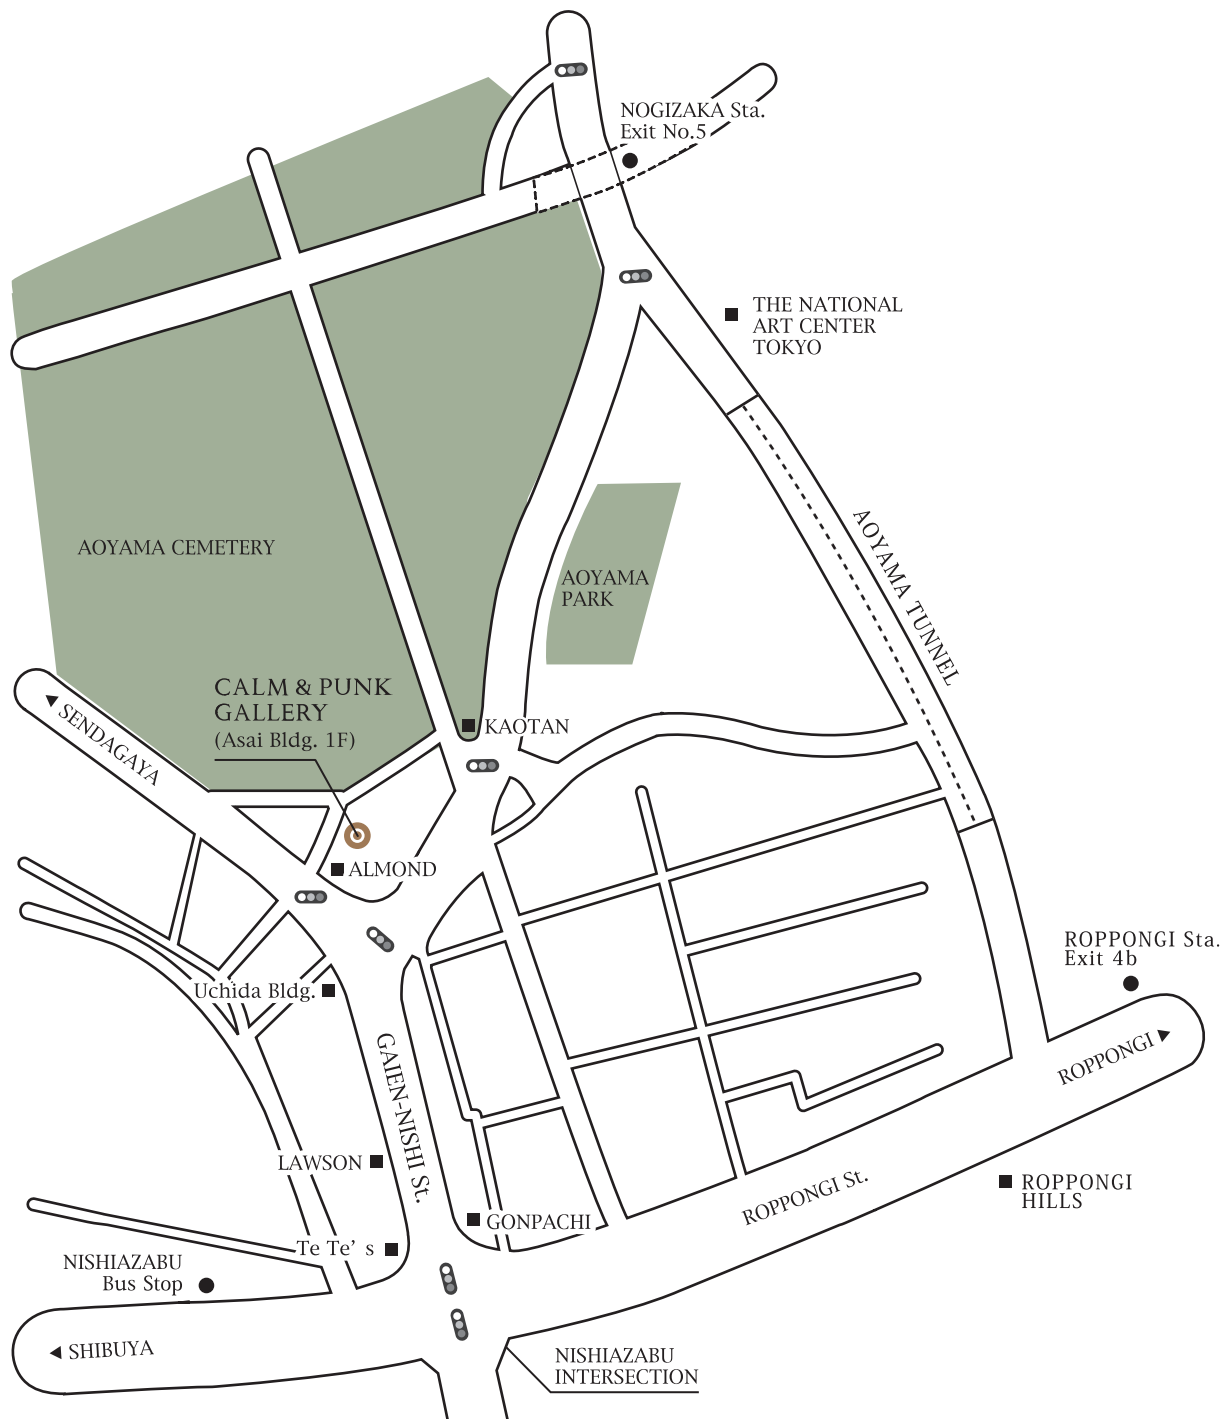 NOGIZAKA Sta.
Exit No.5
THE NATIONAL
ART CENTER
TOKYO
AOYAMA CEMETERY
AOYAMA
PARK
AOYAMA TUNNEL
CALM & PUNK
GALLERY
(Asai Bldg. 1F)
SENDAGAYA
KAOTAN
ALMOND
ROPPONGI Sta.
Exit 4b
Uchida Bldg.
GAIEN-NISHI St.
ROPPONGI
LAWSON
ROPPONGI St.
ROPPONGI
HILLS
GONPACHI
Te Te’ s
NISHIAZABU
Bus Stop
SHIBUYA
NISHIAZABU
INTERSECTION